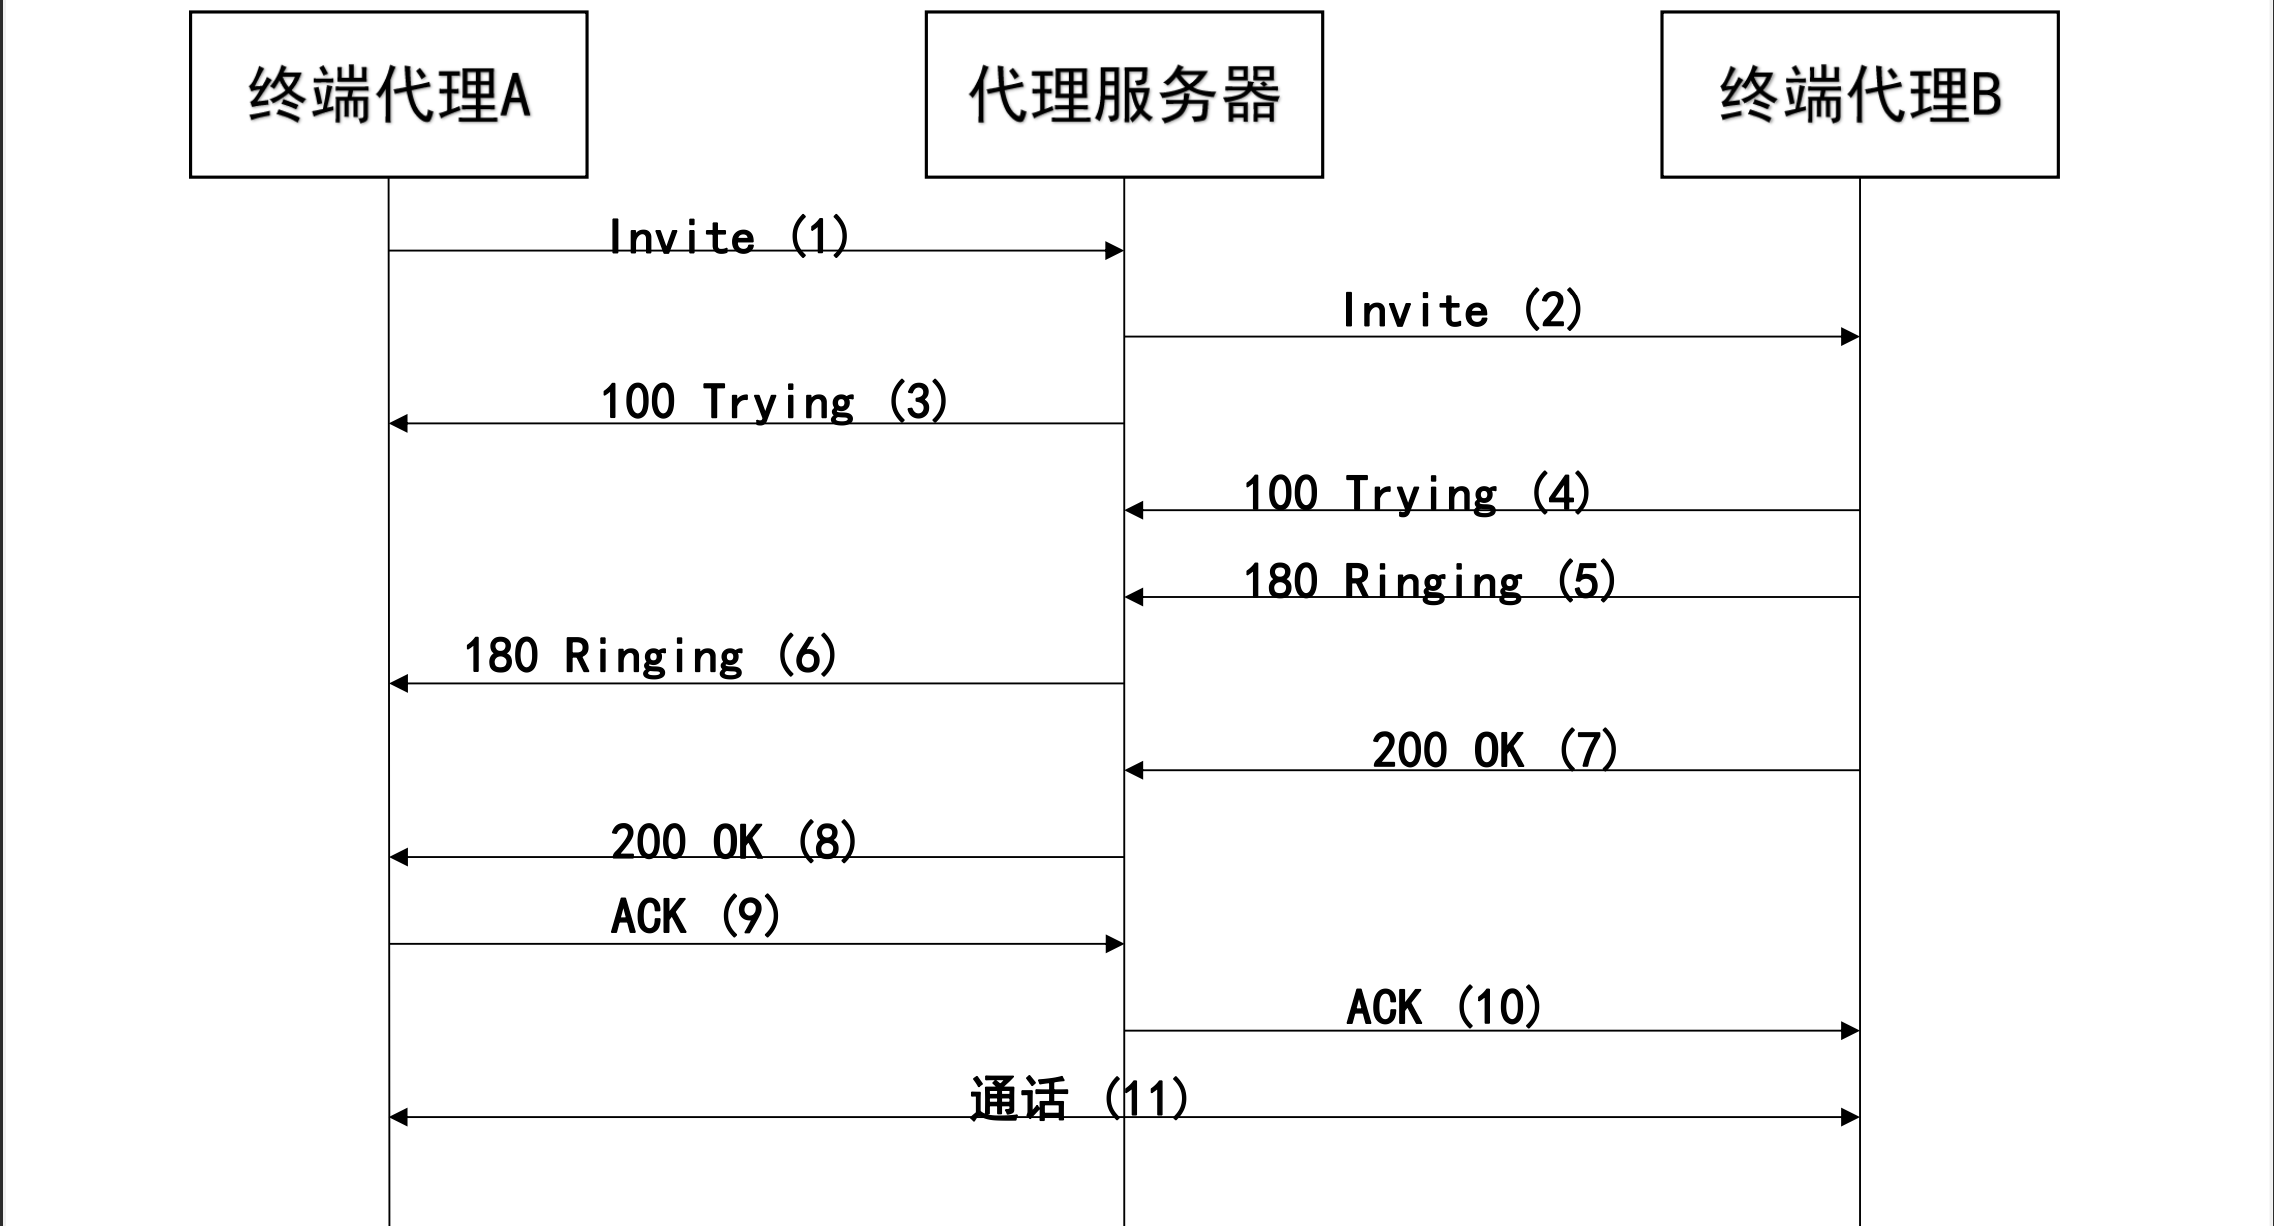 终端代理A
代理服务器
终端代理B
Invite (1)
Invite (2)
100 Trying (3)
100 Trying (4)
180 Ringing (5)
180 Ringing (6)
200 OK (7)
200 OK (8)
ACK (9)
ACK (10)
通话 (11)